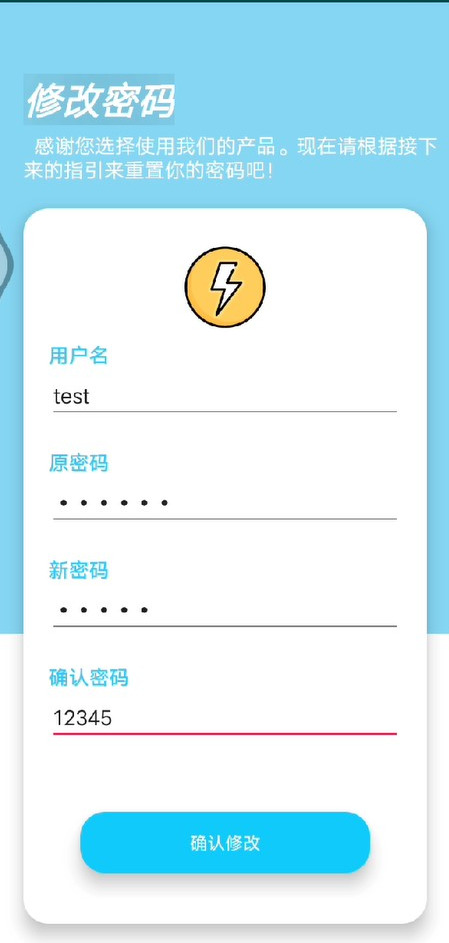 修改密码
感谢您选择使用我们的产品。现在请根据接下
来的指引来重置你的密码吧!
用户名
test
原密码
••••••
新密码
•••••
确认密码
12345
确认修改